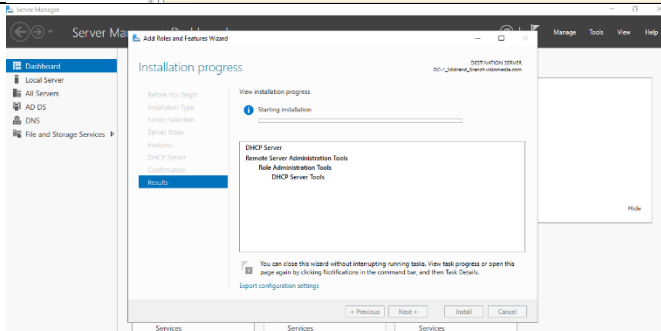 Server Manager
Server Ma
Manage Tools View Help
Dashboard
Local Server
All Servers
AD DS
DNS
File and Storage Services
Add Roles and Features Wizard
Installation progress
DESTINATION SERVER
Before You Begin
Installation Type
Server Selection
Server Roles
Features
DHCP Server
Confirmation
Results
View installation progress
Starting installation
DHCP Server
Remote Server Administration Tools
Role Administration Tools
DHCP Server Tools
You can close this wizard without interrupting running tasks. View task progress or open this
page again by clicking Notifications in the command bar, and then Task Details.
Export configuration settings
< Previous
Next >
Install
Cancel
Hide
Services
Services
Services